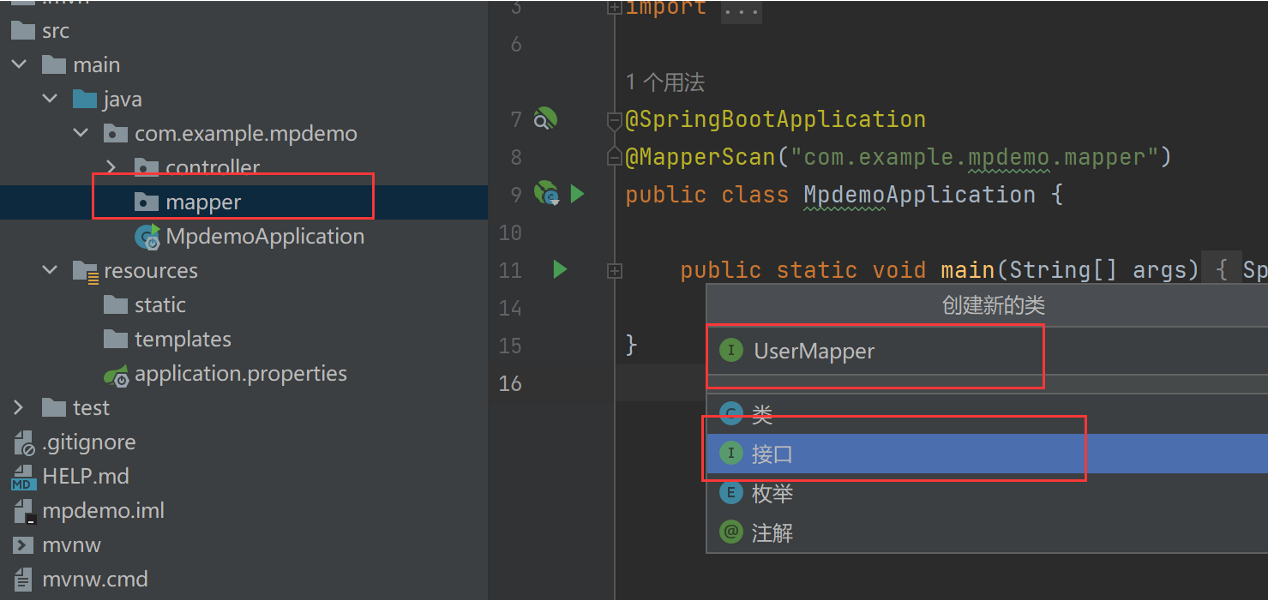 src
main
java
com.example.mpdemo
controller
mapper
MpdemoApplication
resources
static
templates
application.properties
test
.gitignore
HELP.md
mpdemo.iml
mvnw
mvnw.cmd
3 import ...
6
1 个用法
7 @SpringBootApplication
8 @MapperScan("com.example.mpdemo.mapper")
9 public class MpdemoApplication {
10
11 public static void main(String[] args) { Sp
14
15 }
16
创建新的类
I UserMapper
C 类
I 接口
E 枚举
@ 注解